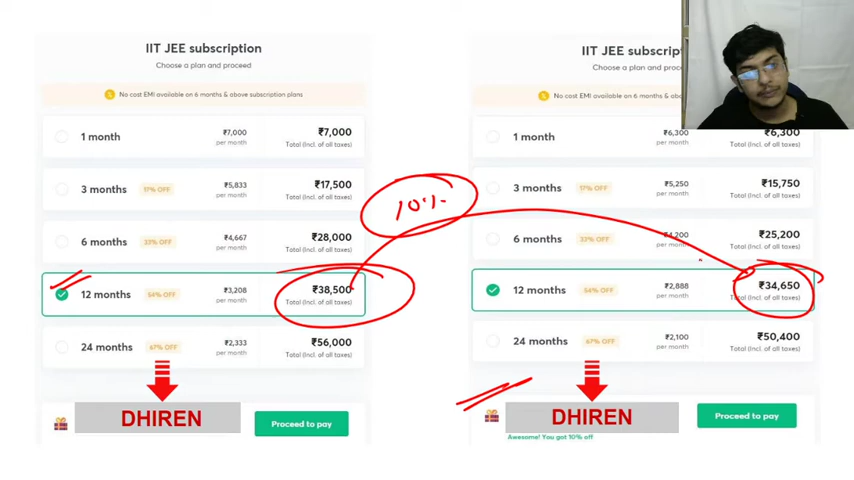 IIT JEE subscription
Choose a plan and proceed
No cost EMI available on 6 months & above subscription plans
1 month
₹7,000
per month
₹7,000
Total (Incl. of all taxes)
3 months
17% OFF
₹5,833
per month
₹17,500
Total (Incl. of all taxes)
6 months
33% OFF
₹4,667
per month
₹28,000
Total (Incl. of all taxes)
12 months
54% OFF
₹3,208
per month
₹38,500
Total (Incl. of all taxes)
24 months
67% OFF
₹2,333
per month
₹56,000
Total (Incl. of all taxes)
DHIREN
Proceed to pay
10%
IIT JEE subscrip
Choose a plan and proce
No cost EMI available on 6 months & abo
1 month
₹6,300
per month
₹6,300
Total (Incl. of all taxes)
3 months
17% OFF
₹5,250
per month
₹15,750
Total (Incl. of all taxes)
6 months
33% OFF
₹4,200
per month
₹25,200
Total (Incl. of all taxes)
12 months
54% OFF
₹2,888
per month
₹34,650
Total (Incl. of all taxes)
24 months
67% OFF
₹2,100
per month
₹50,400
Total (Incl. of all taxes)
DHIREN
Proceed to pay
Awesome! You got 10% off